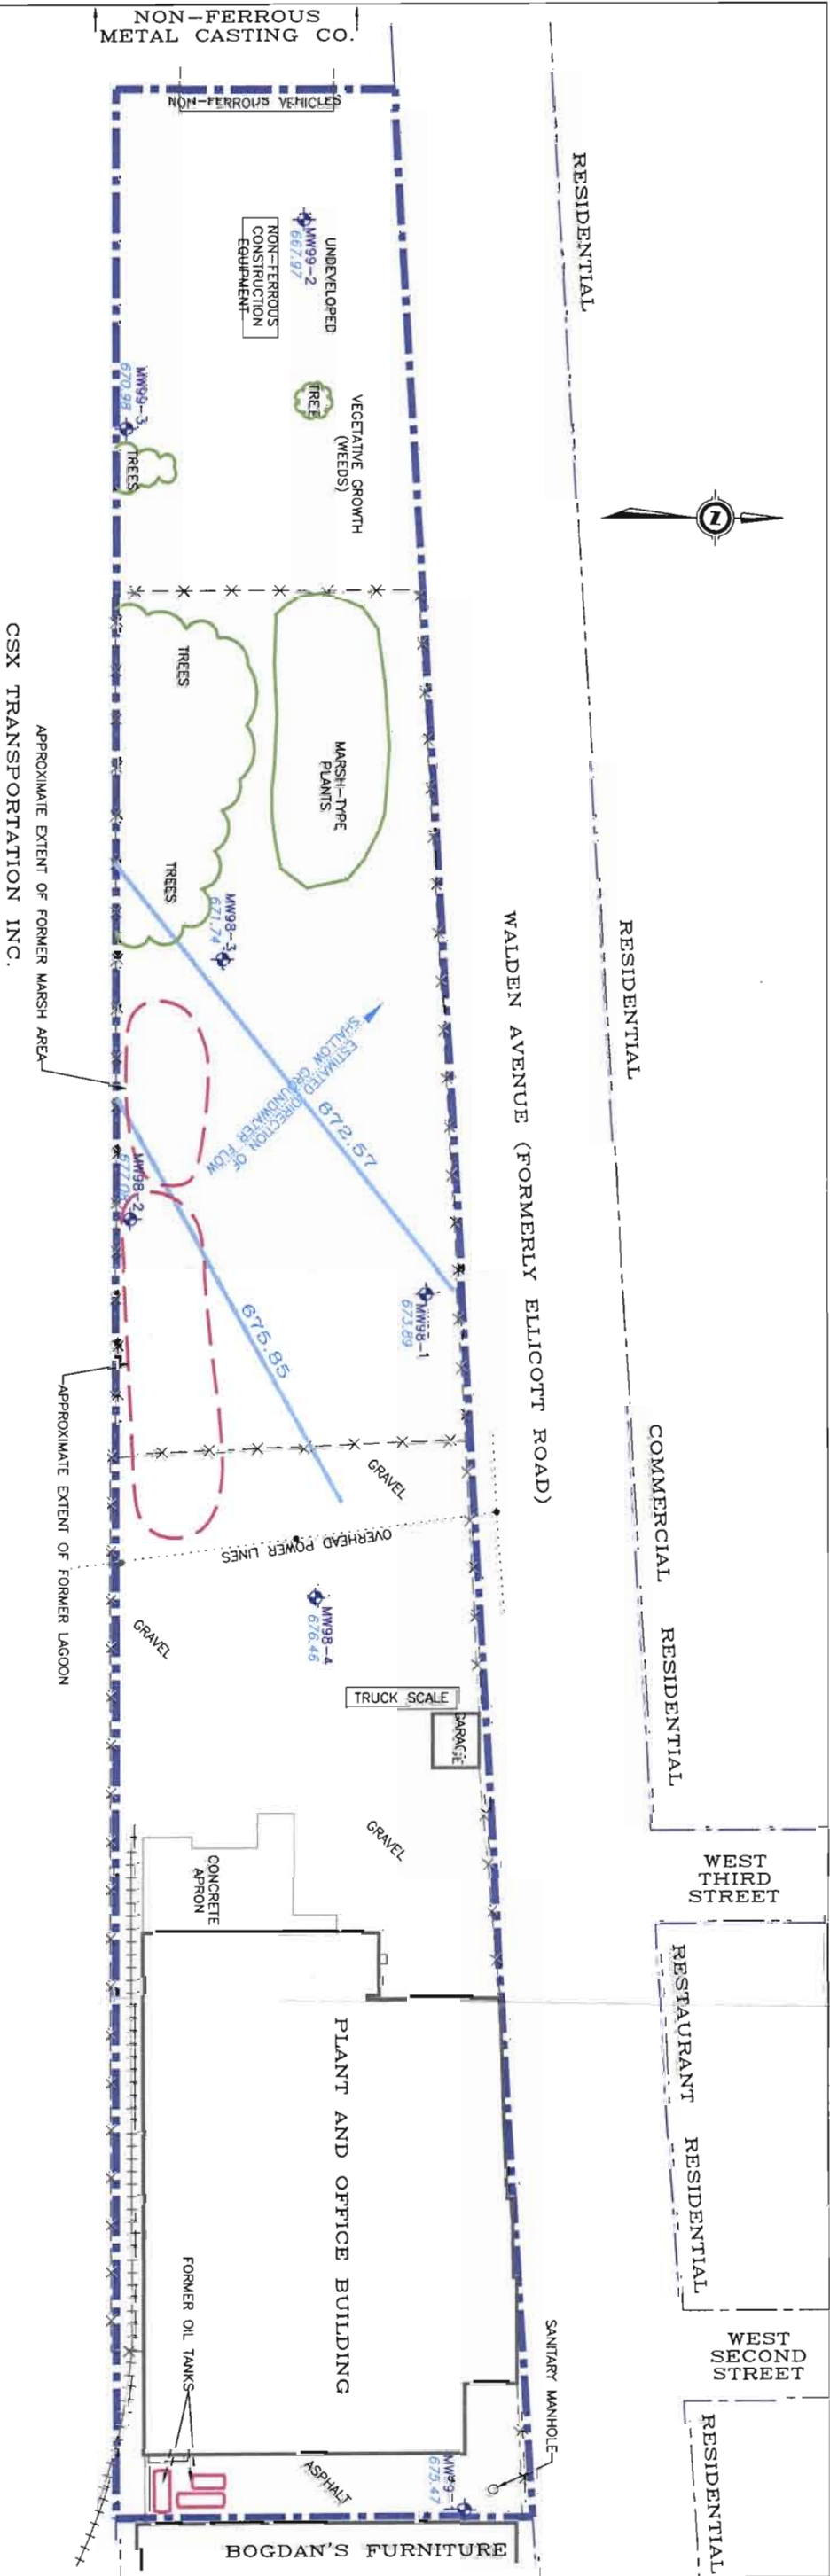 NON-FERROUS
METAL CASTING CO.
NON-FERROUS VEHICLES
RESIDENTIAL
MW99-2
667.97
UNDEVELOPED
NON-FERROUS
CONSTRUCTION
EQUIPMENT
TREE
VEGETATIVE GROWTH
(WEEDS)
MW99-3
670.98
TREES
N
TREES
MARSH-TYPE
PLANTS
TREES
CSX TRANSPORTATION INC.
APPROXIMATE EXTENT OF FORMER MARSH AREA
MW98-3
671.74
RESIDENTIAL
WALDEN AVENUE (FORMERLY ELLICOTT ROAD)
ESTIMATED DIRECTION OF
SHALLOW GROUNDWATER FLOW
672.57
MW98-2
MW98-1
673.89
675.85
APPROXIMATE EXTENT OF FORMER LAGOON
GRAVEL
OVERHEAD POWER LINES
COMMERCIAL
RESIDENTIAL
MW98-4
676.46
GRAVEL
TRUCK SCALE
GARAGE
GRAVEL
CONCRETE
APRON
WEST
THIRD
STREET
RESTAURANT
RESIDENTIAL
PLANT AND OFFICE BUILDING
FORMER OIL TANKS
SANITARY MANHOLE
WEST
SECOND
STREET
RESIDENTIAL
MW99-1
675.47
ASPHALT
BOGDAN'S FURNITURE